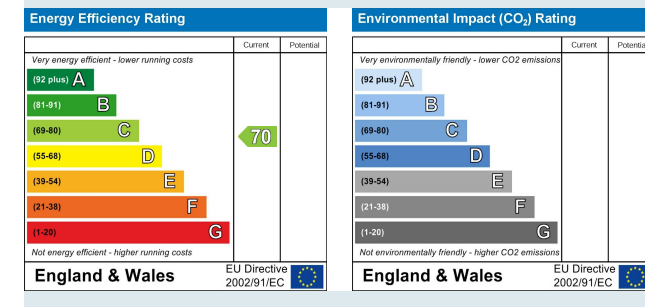 Energy Efficiency Rating
Current Potential
Very energy efficient - lower running costs
(92 plus) A
(81-91) B
(69-80) C
70
(55-68) D
(39-54) E
(21-38) F
(1-20) G
Not energy efficient - higher running costs
England & Wales
EU Directive
2002/91/EC
Environmental Impact (CO₂) Rating
Current Potentia
Very environmentally friendly - lower CO2 emissions
(92 plus) A
(81-91) B
(69-80) C
(55-68) D
(39-54) E
(21-38) F
(1-20) G
Not environmentally friendly - higher CO2 emissions
England & Wales
EU Directive
2002/91/EC